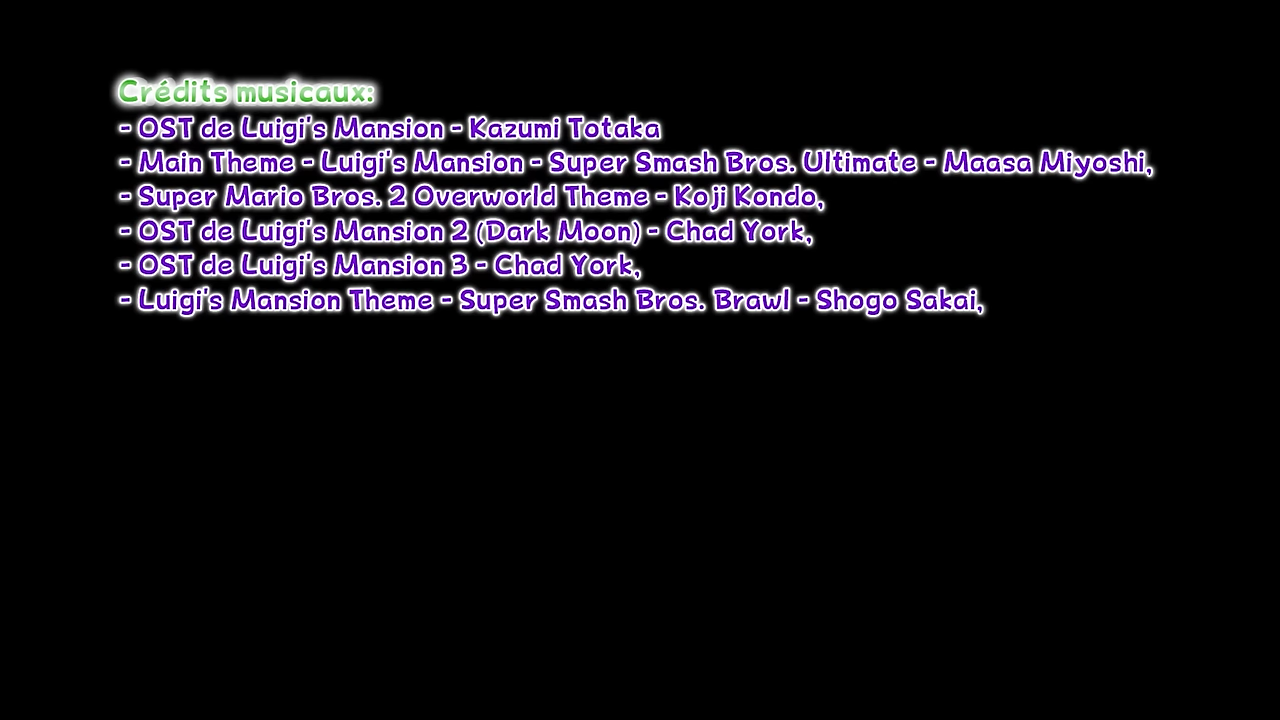 Crédits musicaux:
- OST de Luigi's Mansion - Kazumi Totaka
- Main Theme - Luigi's Mansion - Super Smash Bros. Ultimate - Maasa Miyoshi,
- Super Mario Bros. 2 Overworld Theme - Koji Kondo,
- OST de Luigi's Mansion 2 (Dark Moon) - Chad York,
- OST de Luigi's Mansion 3 - Chad York,
- Luigi's Mansion Theme - Super Smash Bros. Brawl - Shogo Sakai,